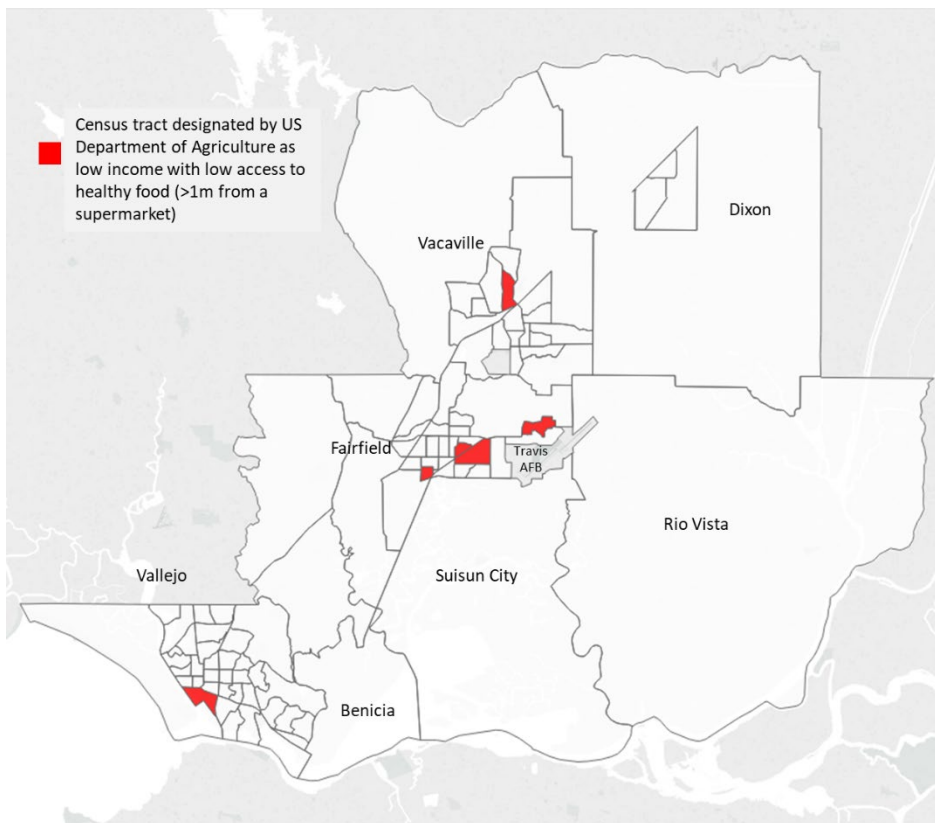 Census tract designated by US
Department of Agriculture as
low income with low access to
healthy food (>1m from a
supermarket)
Dixon
Vacaville
Fairfield
Travis
AFB
Rio Vista
Vallejo
Suisun City
Benicia